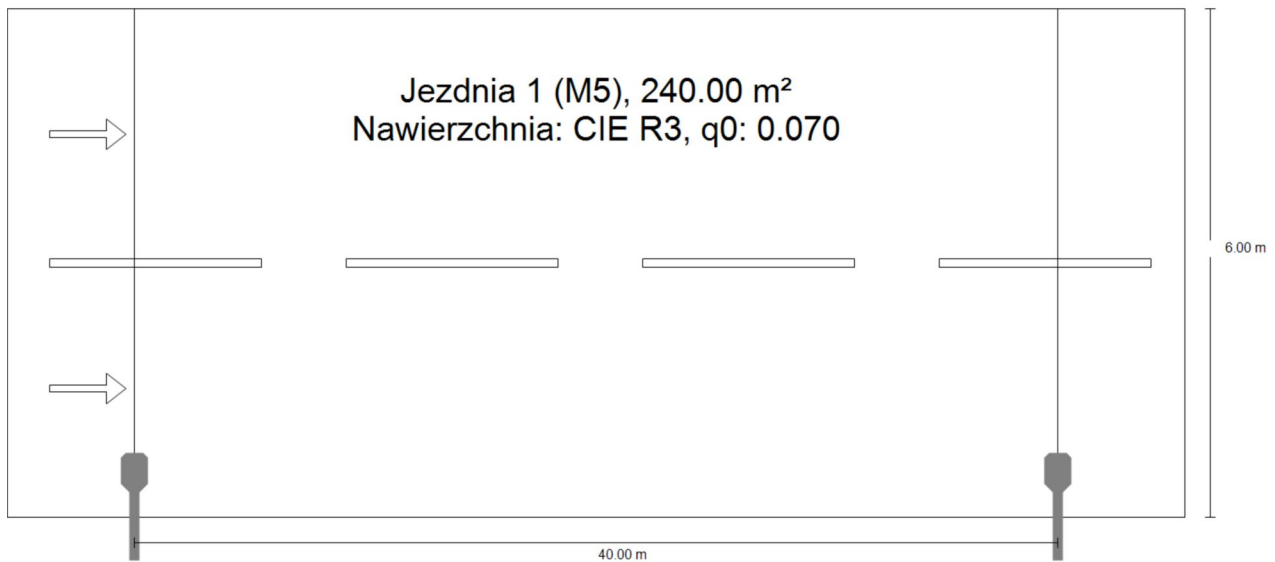 Jezdnia 1 (M5), 240.00 m²
Nawierzchnia: CIE R3, q0: 0.070
6.00 m
40.00 m